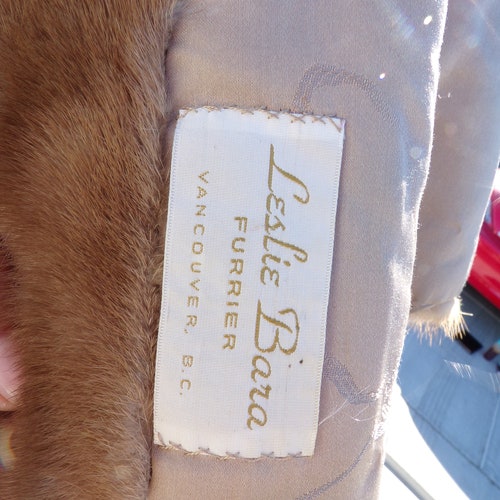 Leslie Bara
FURRIER
VANCOUVER, B.C.